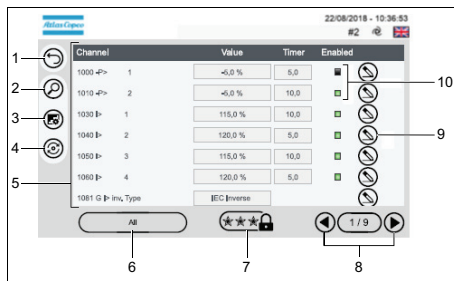 22/08/2018 - 10:36:53
Atlas Copco
#2
Channel Value Timer Enabled
1000 -P> 1 -5,0 % 5,0
1010 -P> 2 -5,0 % 10,0
1030 I> 1 115,0 % 10,0
1040 I> 2 120,0 % 5,0
1050 I> 3 115,0 % 10,0
1060 I> 4 120,0 % 5,0
1081 G I> inv. Type IEC Inverse
All
1 / 9
1
2
3
4
5
6
7
8
9
10